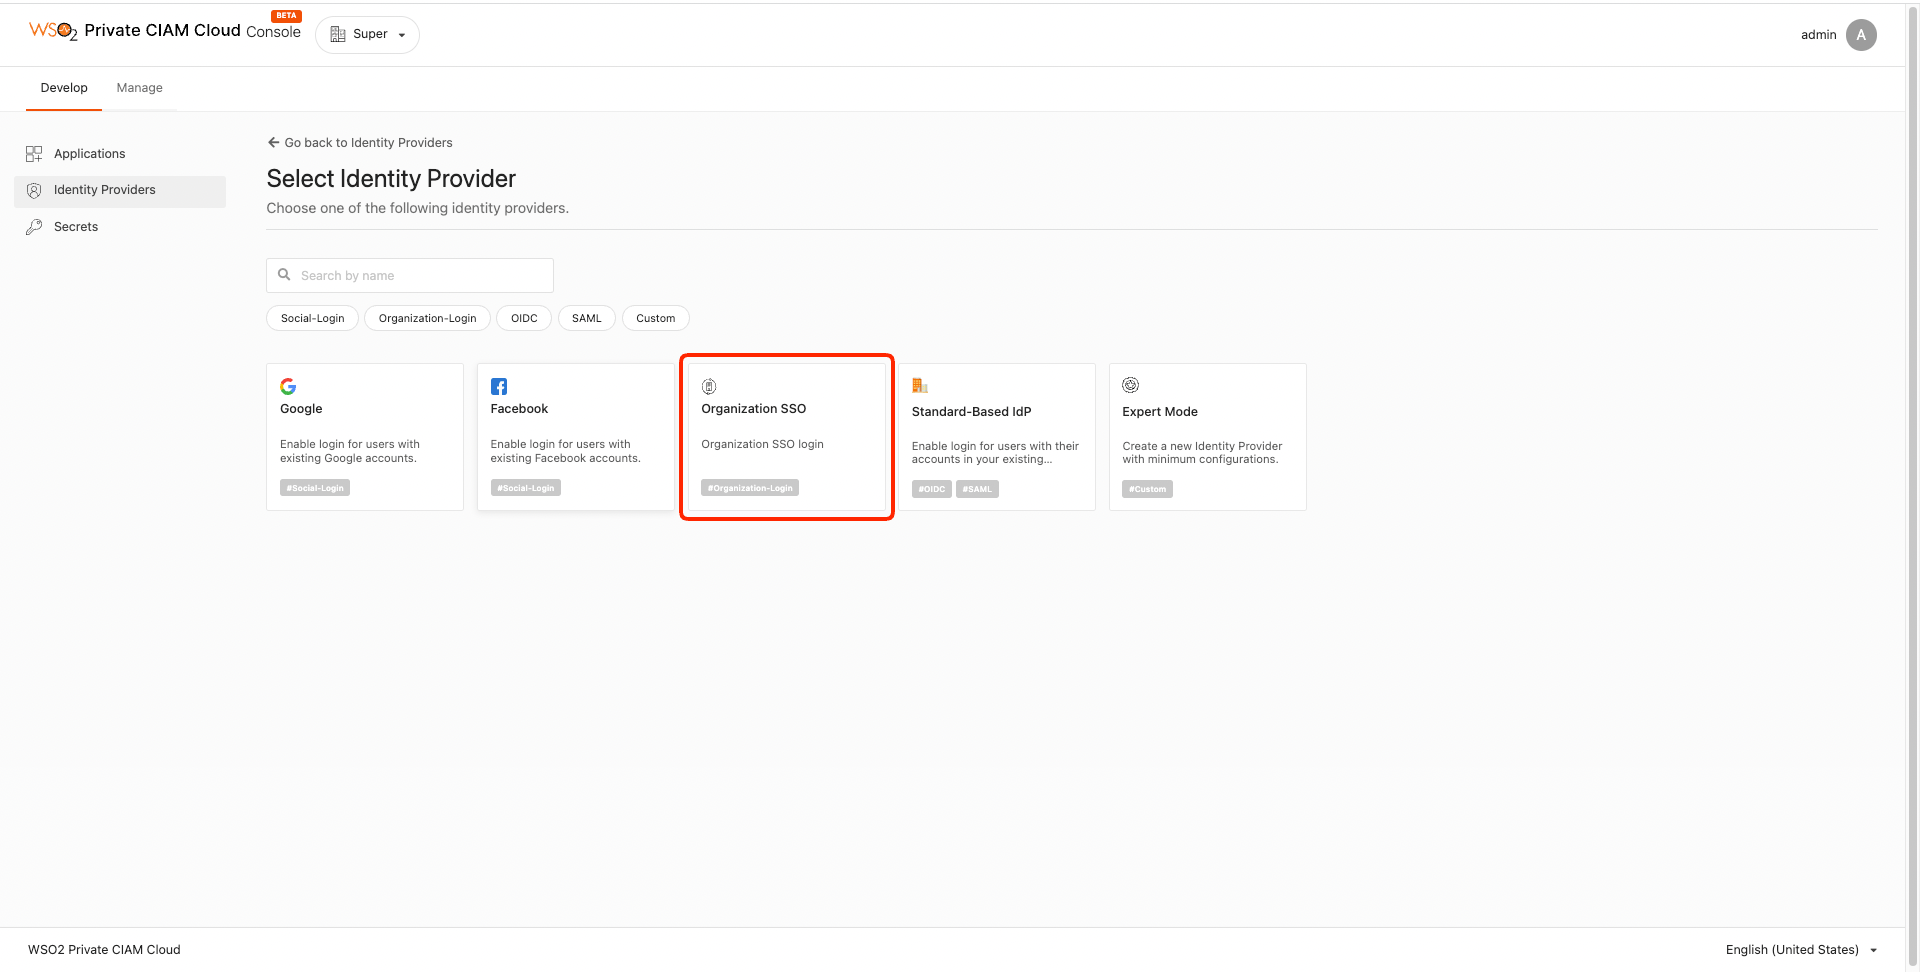 WSO2 Private CIAM Cloud Console BETA
Super
admin A
Develop Manage
Applications
Identity Providers
Secrets
Go back to Identity Providers
Select Identity Provider
Choose one of the following identity providers.
Search by name
Social-Login Organization-Login OIDC SAML Custom
Google
Enable login for users with
existing Google accounts.
#Social-Login
Facebook
Enable login for users with
existing Facebook accounts.
#Social-Login
Organization SSO
Organization SSO login
#Organization-Login
Standard-Based IdP
Enable login for users with their
accounts in your existing...
#OIDC #SAML
Expert Mode
Create a new Identity Provider
with minimum configurations.
#Custom
WSO2 Private CIAM Cloud
English (United States)